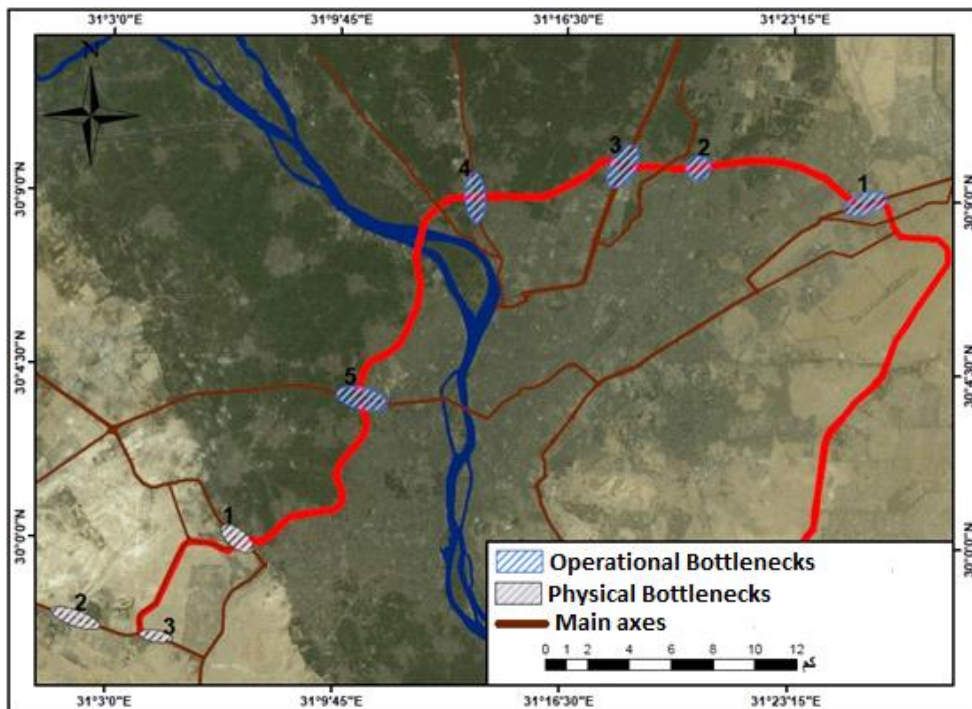 31°3'0"E 31°9'45"E 31°16'30"E 31°23'15"E
N
30°9'0"N
30°9'0"N
30°4'30"N
30°4'30"N
30°0'0"N
30°0'0"N
3
2
4
1
5
1
2
3
Operational Bottlenecks
Physical Bottlenecks
Main axes
0 1 2 4 6 8 10 12
كم
31°3'0"E 31°9'45"E 31°16'30"E 31°23'15"E